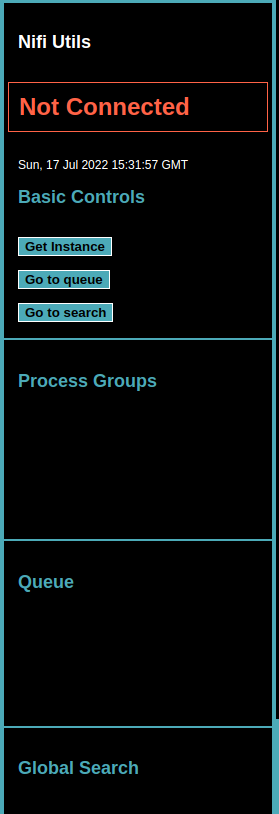 Nifi Utils
Not Connected
Sun, 17 Jul 2022 15:31:57 GMT
Basic Controls
Get Instance
Go to queue
Go to search
Process Groups
Queue
Global Search